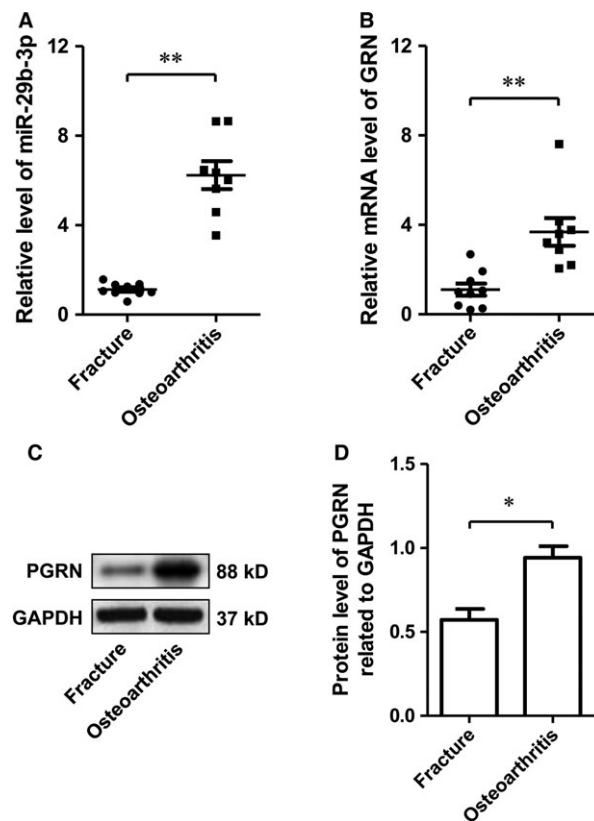 A
Relative level of miR-29b-3p
12
8
4
0
**
Fracture
Osteoarthritis
B
Relative mRNA level of GRN
12
8
4
0
**
Fracture
Osteoarthritis
C
PGRN
88 kD
GAPDH
37 kD
Fracture
Osteoarthritis
D
Protein level of PGRN
related to GAPDH
1.5
1.0
0.5
0.0
*
Fracture
Osteoarthritis